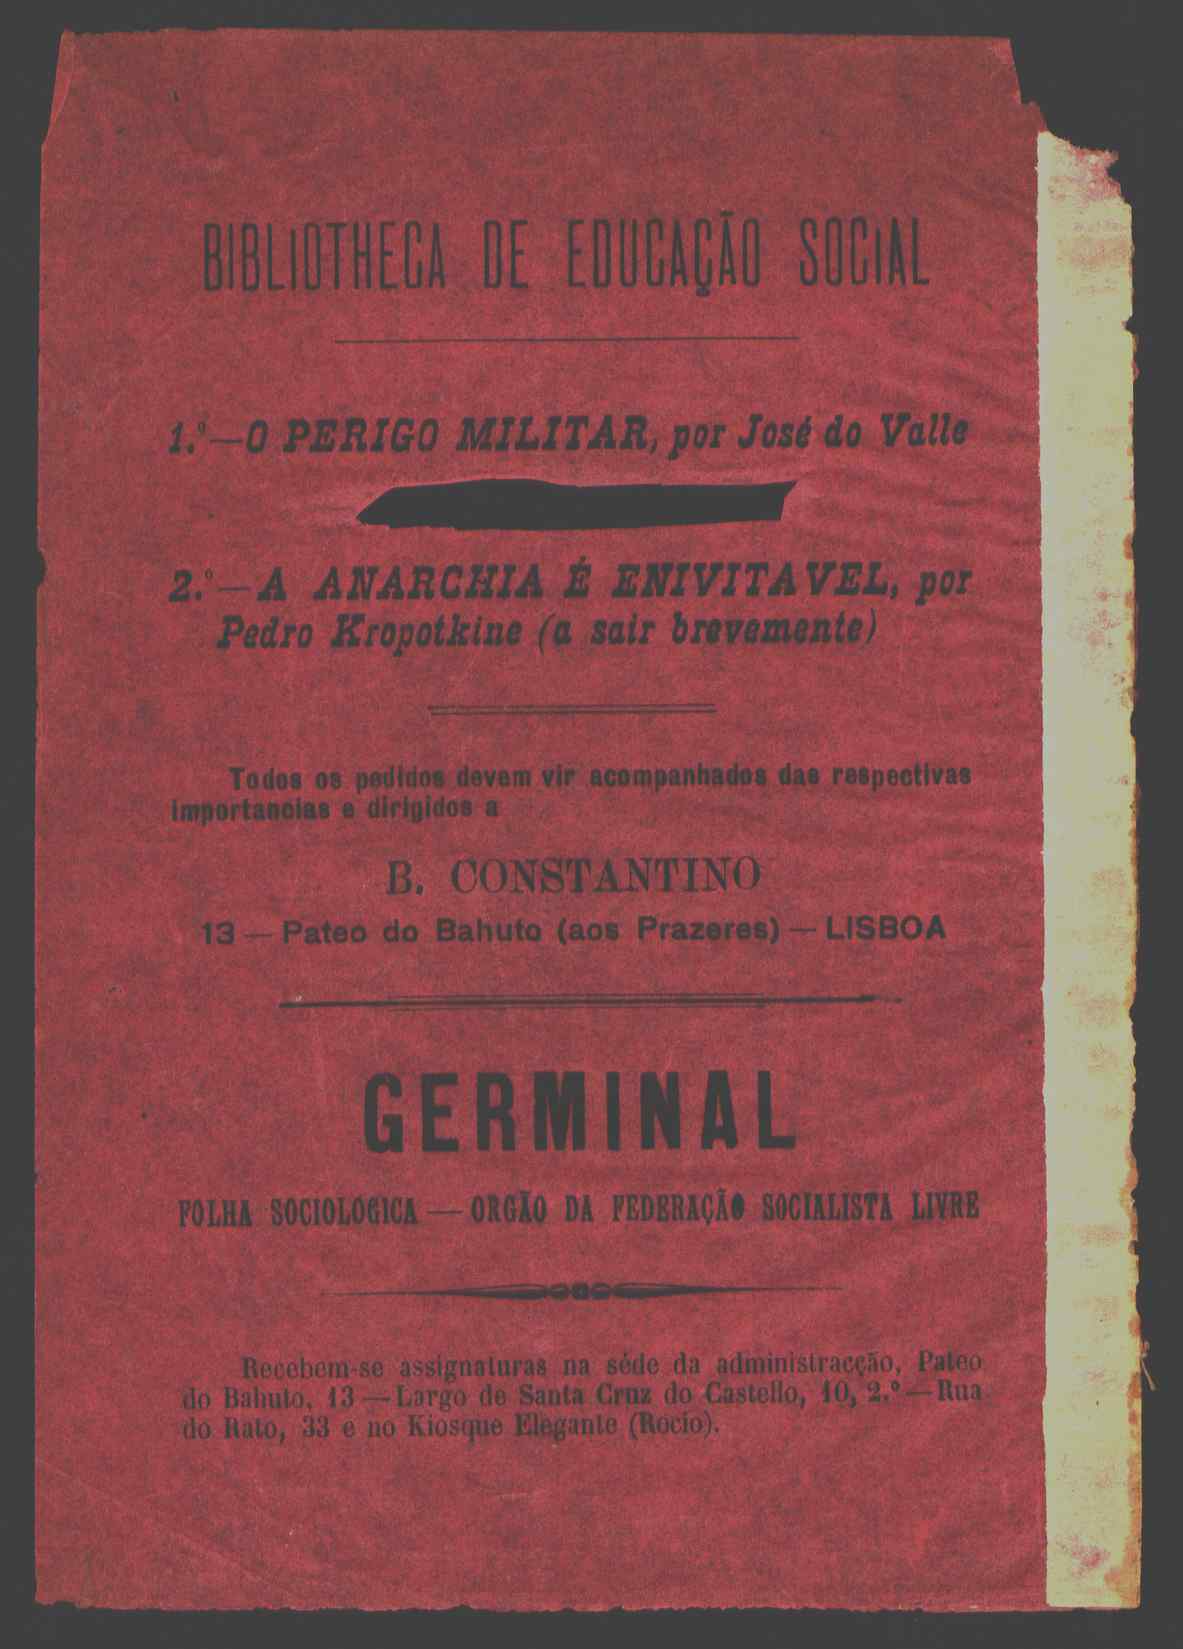 BIBLIOTHECA DE EDUCAÇÃO SOCIAL
1.º—O PERIGO MILITAR, por José do Valle
2.º—A ANARCHIA É ENIVITAVEL, por
Pedro Kropotkine (a sair brevemente)
Todos os pedidos devem vir acompanhados das respectivas
importancias e dirigidos a
B. CONSTANTINO
13 — Pateo do Bahuto (aos Prazeres) — LISBOA
GERMINAL
FOLHA SOCIOLOGICA — ORGÃO DA FEDERAÇÃO SOCIALISTA LIVRE
Recebem-se assignaturas na séde da administracção, Pateo
do Bahuto, 13 — Largo de Santa Cruz do Castello, 10, 2.º — Rua
do Rato, 33 e no Kiosque Elegante (Rocio).